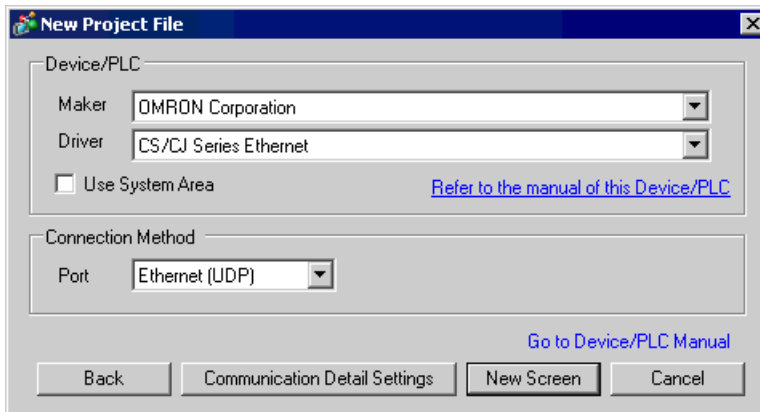 New Project File
Device/PLC
Maker OMRON Corporation
Driver CS/CJ Series Ethernet
Use System Area Refer to the manual of this Device/PLC
Connection Method
Port Ethernet (UDP)
Go to Device/PLC Manual
Back Communication Detail Settings New Screen Cancel